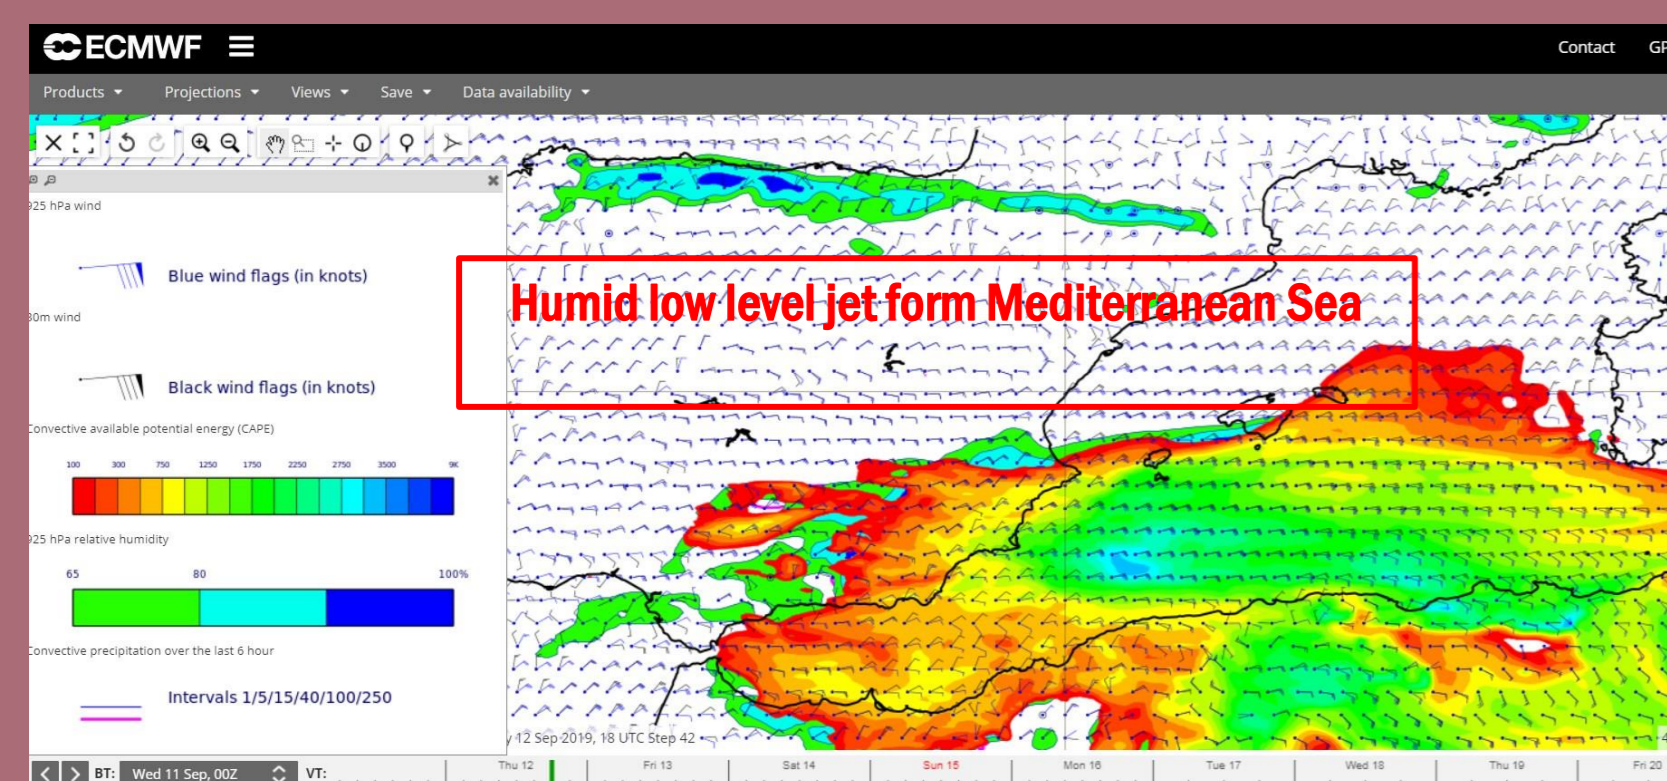 ECMWF
Contact
Products Projections Views Save Data availability
925 hPa wind
Blue wind flags (in knots)
30m wind
Black wind flags (in knots)
Convective available potential energy (CAPE)
100 300 750 1250 1750 2250 2750 3500 9K
925 hPa relative humidity
65 80 100%
Convective precipitation over the last 6 hour
Intervals 1/5/15/40/100/250
Humid low level jet form Mediterranean Sea
y 12 Sep 2019, 18 UTC Step 42
Thu 12 Fri 13 Sat 14 Sun 15 Mon 16 Tue 17 Wed 18 Thu 19 Fri 20
BT: Wed 11 Sep, 00Z VT: